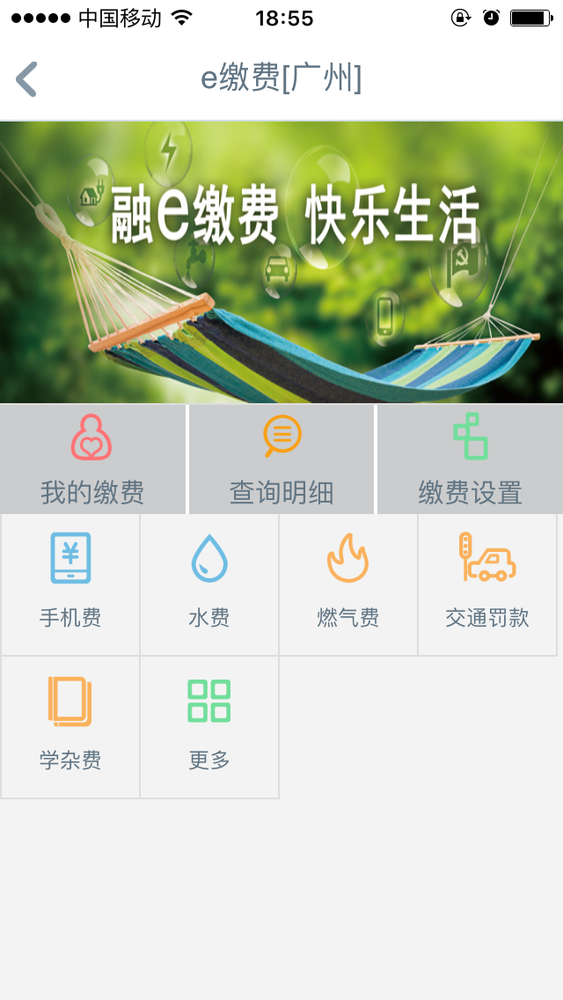 中国移动 18:55
e缴费[广州]
融e缴费 快乐生活
我的缴费 查询明细 缴费设置
手机费 水费 燃气费 交通罚款
学杂费 更多